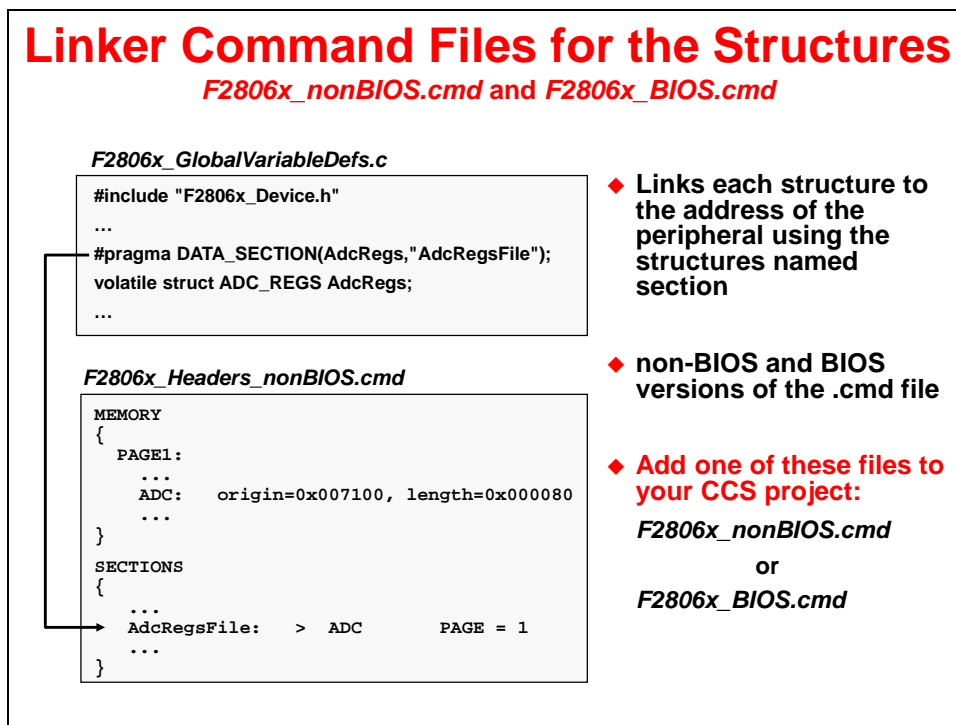 Linker Command Files for the Structures
F2806x_nonBIOS.cmd and F2806x_BIOS.cmd
F2806x_GlobalVariableDefs.c
#include "F2806x_Device.h"
…
#pragma DATA_SECTION(AdcRegs,"AdcRegsFile");
volatile struct ADC_REGS AdcRegs;
…
F2806x_Headers_nonBIOS.cmd
MEMORY
{
PAGE1:
...
ADC: origin=0x007100, length=0x000080
...
}
SECTIONS
{
...
AdcRegsFile: > ADC PAGE = 1
...
}
◆ Links each structure to
the address of the
peripheral using the
structures named
section
◆ non-BIOS and BIOS
versions of the .cmd file
◆ Add one of these files to
your CCS project:
F2806x_nonBIOS.cmd
or
F2806x_BIOS.cmd